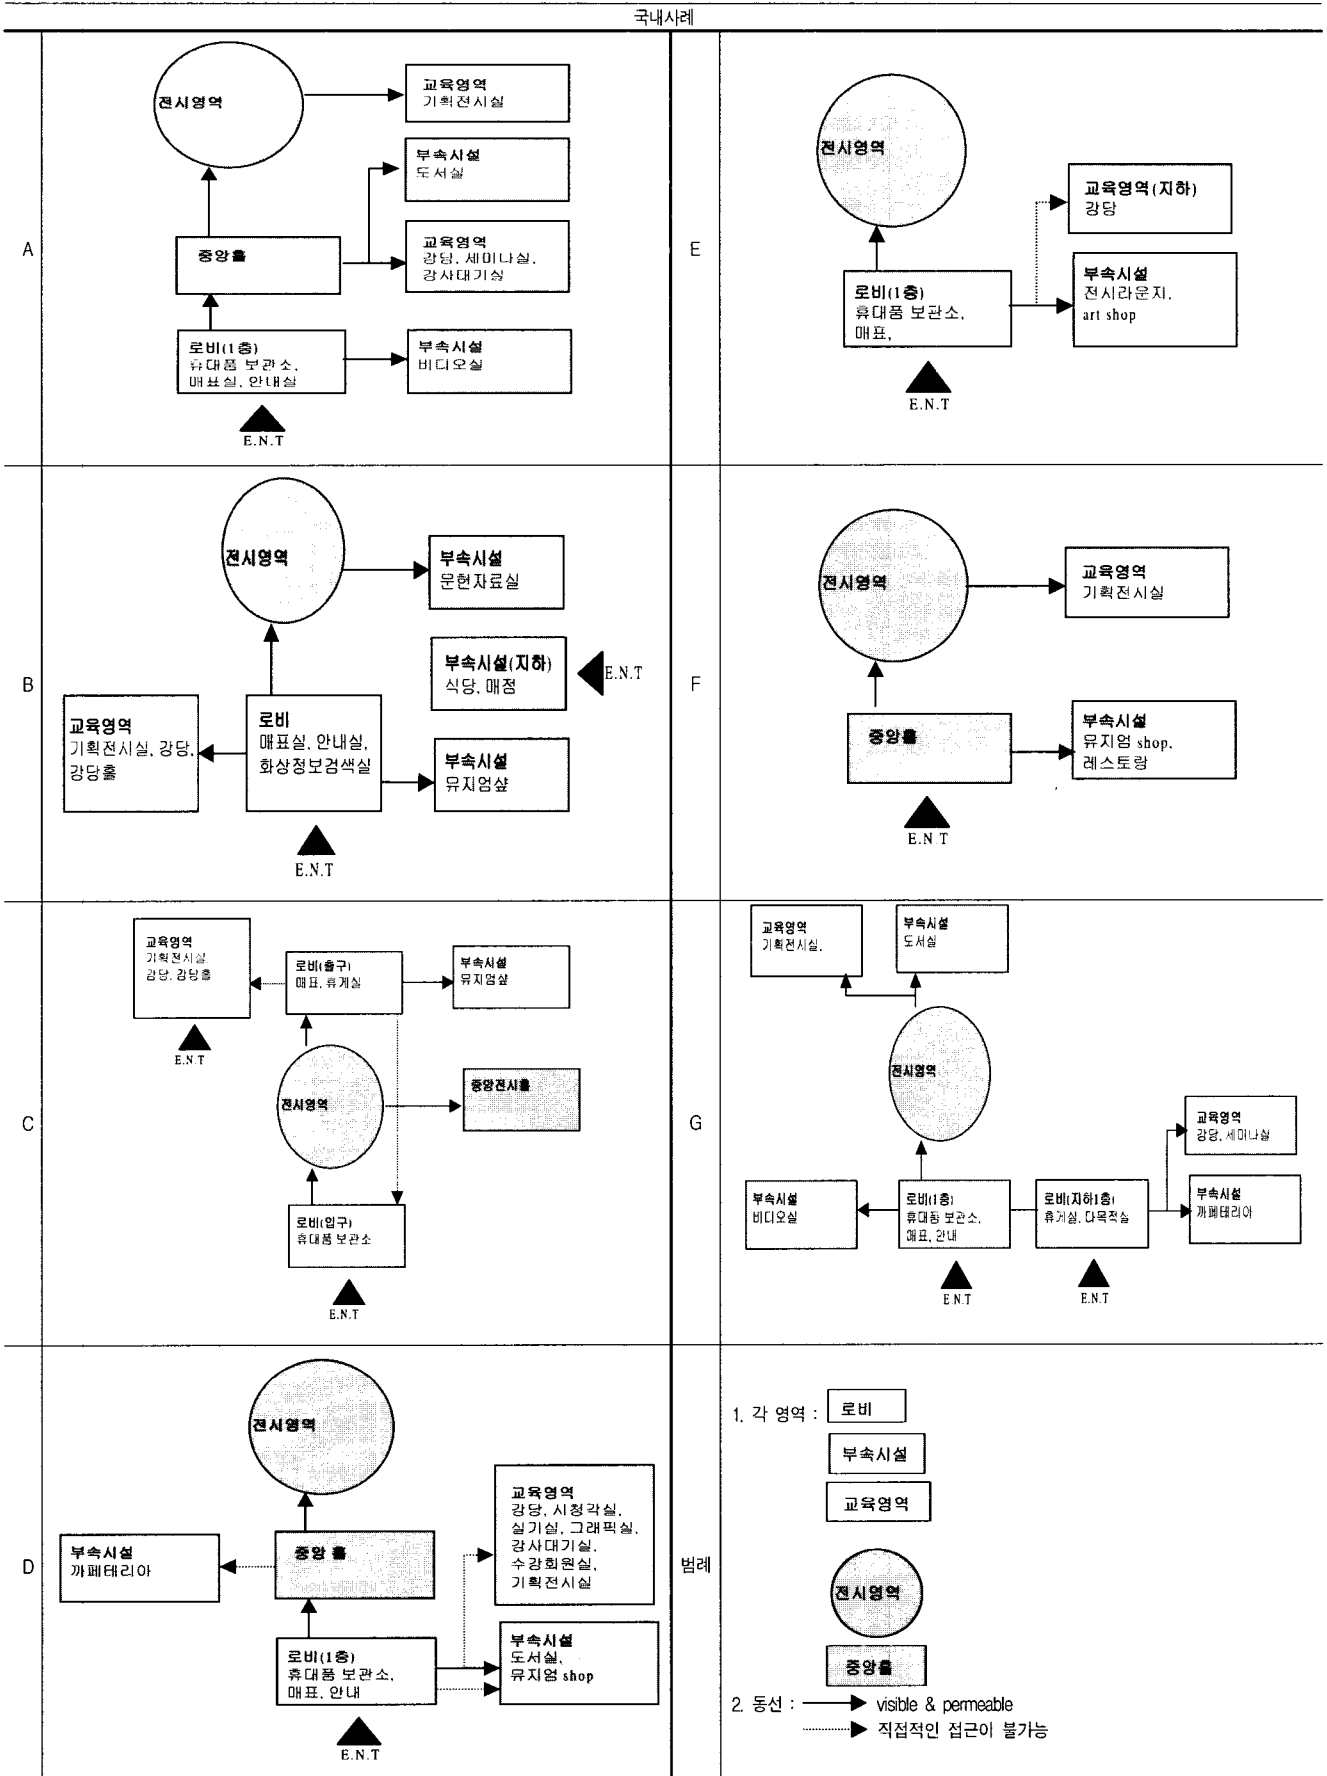 국내사례
A
전시영역
교육영역
기획전시실
부속시설
도서실
중앙홀
교육영역
강당, 세미나실,
강사대기실
로비(1층)
휴대품 보관소,
매표실, 안내실
부속시설
비디오실
E.N.T
B
전시영역
부속시설
문헌자료실
부속시설(지하)
식당, 매점
E.N.T
교육영역
기획전시실, 강당,
강당홀
로비
매표실, 안내실,
화상정보검색실
부속시설
뮤지엄샾
E.N.T
C
교육영역
기획전시실,
강당, 강당홀
E.N.T
로비(출구)
매표, 휴게실
부속시설
뮤지엄샾
전시영역
중앙전시홀
로비(입구)
휴대품 보관소
E.N.T
D
전시영역
부속시설
까페테리아
중앙 홀
교육영역
강당, 시청각실,
실기실, 그래픽실,
강사대기실,
수강회원실,
기획전시실
로비(1층)
휴대품 보관소,
매표, 안내
부속시설
도서실,
뮤지엄 shop
E.N.T
E
전시영역
교육영역(지하)
강당
로비(1층)
휴대품 보관소,
매표,
부속시설
전시라운지,
art shop
E.N.T
F
전시영역
교육영역
기획전시실
중앙홀
부속시설
뮤지엄 shop,
레스토랑
E.N.T
G
교육영역
기획전시실,
부속시설
도서실
전시영역
부속시설
비디오실
로비(1층)
휴대품 보관소,
매표, 안내
로비(지하1층)
휴게실, 다목적실
교육영역
강당, 세미나실
부속시설
까페테리아
E.N.T
E.N.T
범례
1. 각 영역 : 로비
부속시설
교육영역
전시영역
중앙홀
2. 동선 : visible & permeable
직접적인 접근이 불가능